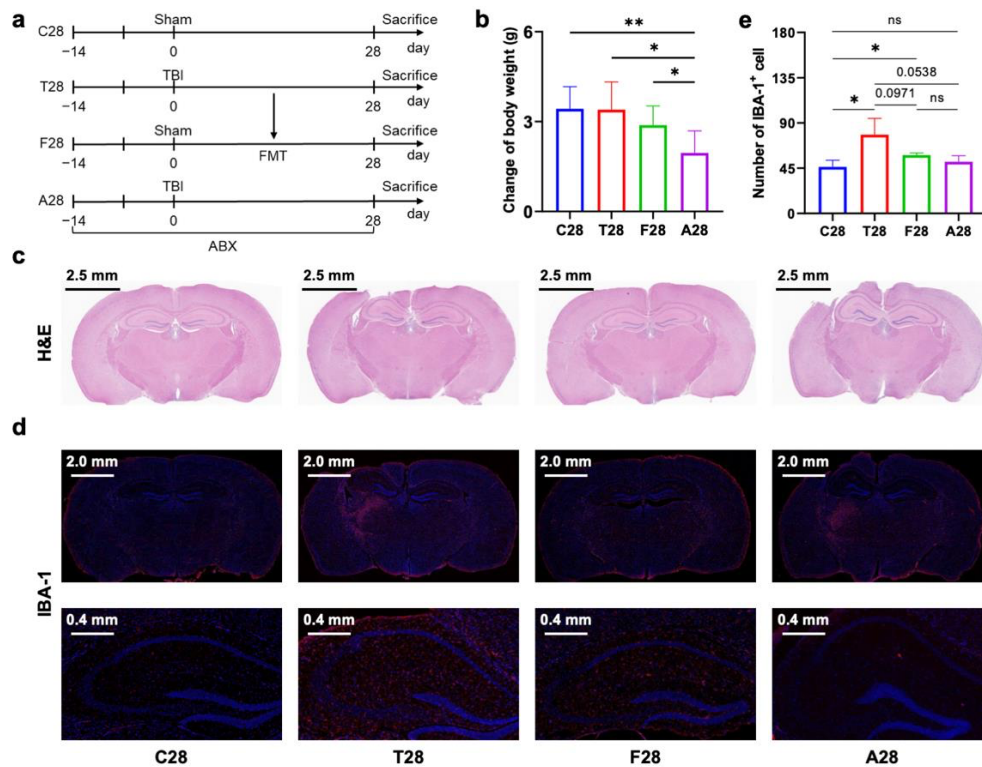 a
C28
Sham
Sacrifice
−14
0
28
day
T28
TBI
Sacrifice
−14
0
28
day
F28
Sham
Sacrifice
−14
0
FMT
28
day
A28
TBI
Sacrifice
−14
0
28
day
ABX
b
Change of body weight (g)
6
3
0
**
*
*
C28 T28 F28 A28
e
Number of IBA-1+ cell
180
135
90
45
0
ns
*
0.0538
0.0971
*
ns
C28 T28 F28 A28
c
H&E
2.5 mm
2.5 mm
2.5 mm
2.5 mm
d
IBA-1
2.0 mm
2.0 mm
2.0 mm
2.0 mm
0.4 mm
0.4 mm
0.4 mm
0.4 mm
C28 T28 F28 A28